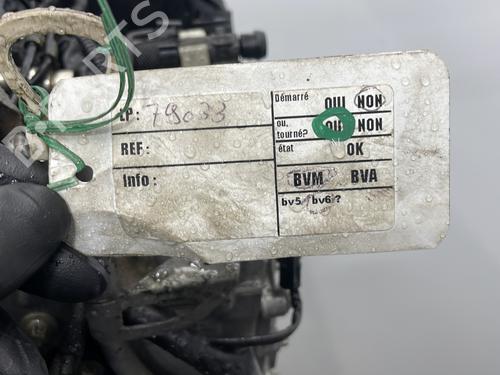 LP: 79033
REF:
Info:
Démarré OUI NON
ou, tourné? OUI NON
état OK
BVM BVA
bv5 bv6?